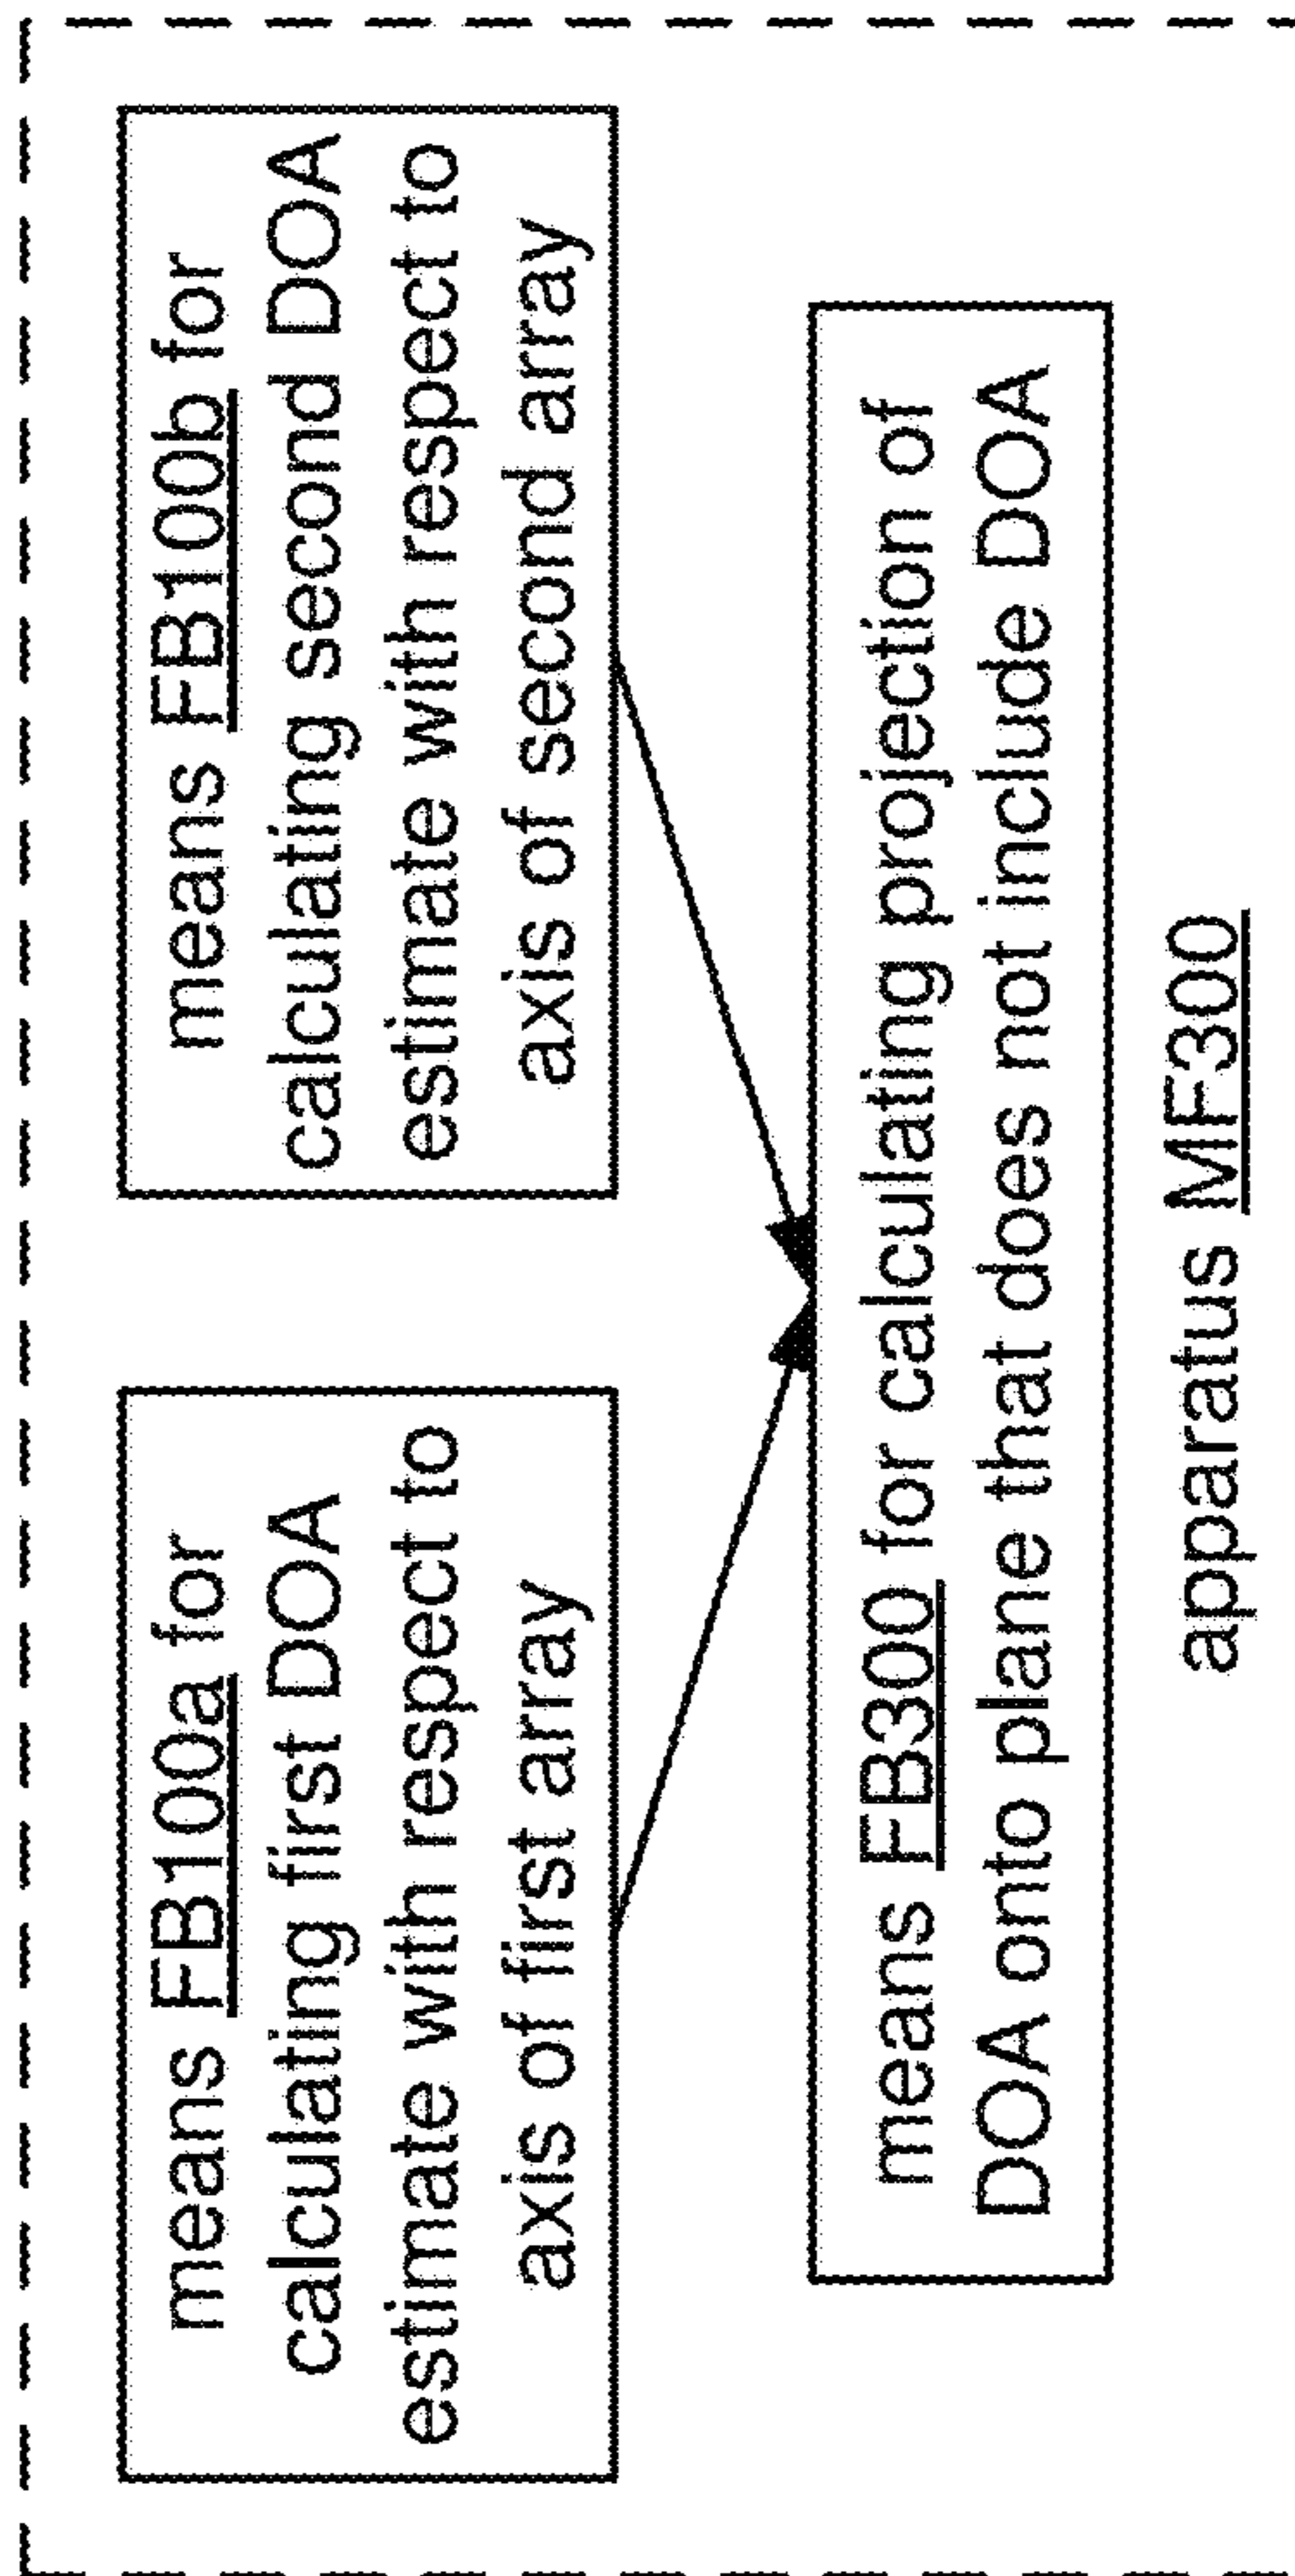 means FB100a for
calculating first DOA
estimate with respect to
axis of first array
means FB100b for
calculating second DOA
estimate with respect to
axis of second array
means FB300 for calculating projection of
DOA onto plane that does not include DOA
apparatus MF300